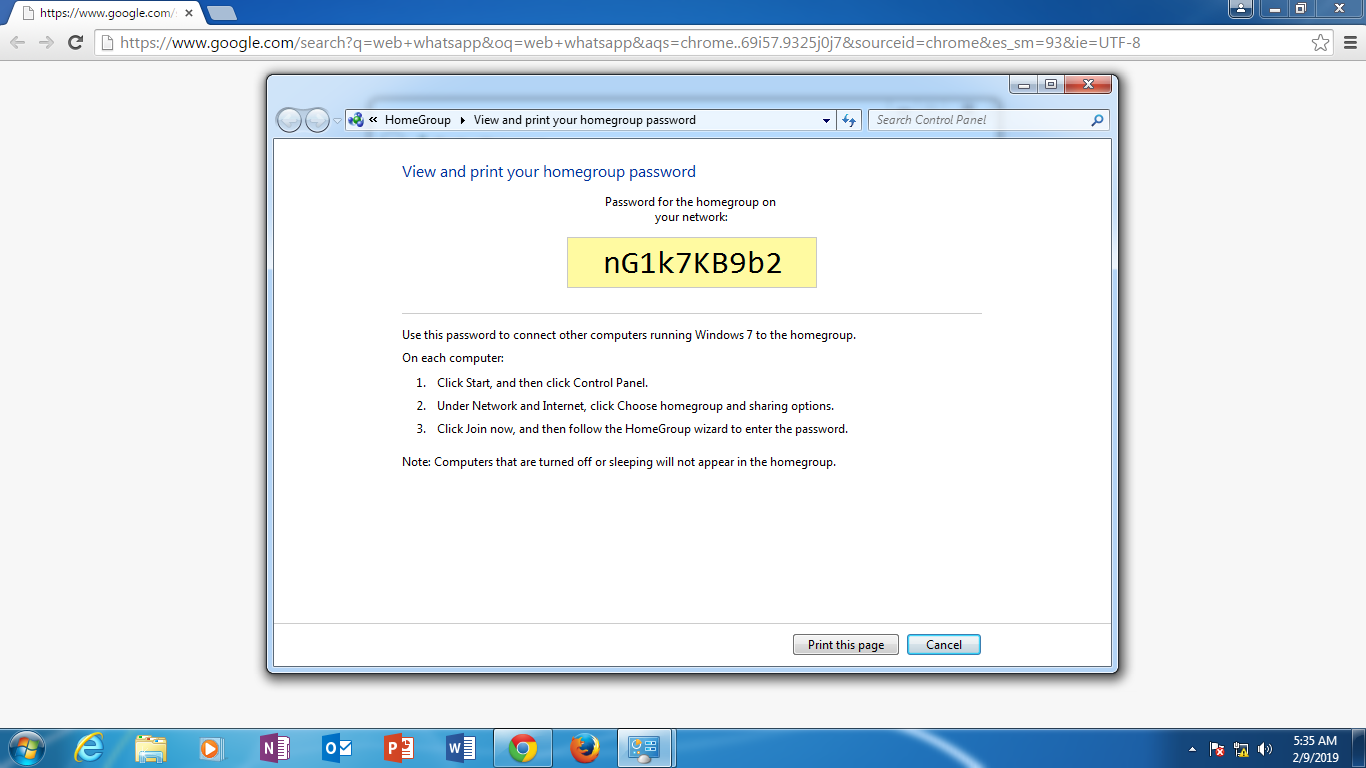 https://www.google.com/s
https://www.google.com/search?q=web+whatsapp&oq=web+whatsapp&aqs=chrome..69i57.9325j0j7&sourceid=chrome&es_sm=93&ie=UTF-8
« HomeGroup View and print your homegroup password
Search Control Panel
View and print your homegroup password
Password for the homegroup on
your network:
nG1k7KB9b2
Use this password to connect other computers running Windows 7 to the homegroup.
On each computer:
1. Click Start, and then click Control Panel.
2. Under Network and Internet, click Choose homegroup and sharing options.
3. Click Join now, and then follow the HomeGroup wizard to enter the password.
Note: Computers that are turned off or sleeping will not appear in the homegroup.
Print this page
Cancel
5:35 AM
2/9/2019